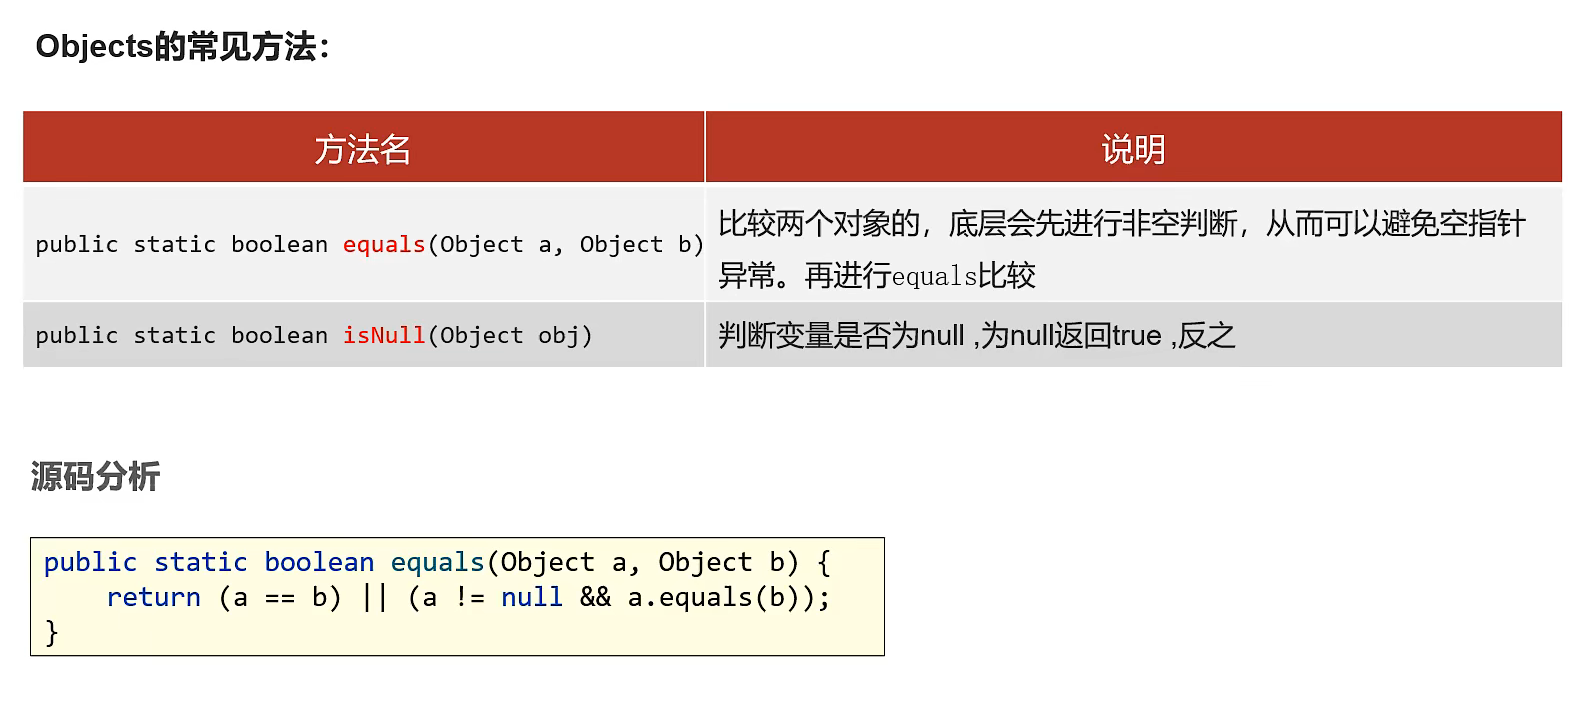 Objects的常见方法：
方法名
说明
public static boolean equals(Object a, Object b)
比较两个对象的，底层会先进行非空判断，从而可以避免空指针
异常。再进行equals比较
public static boolean isNull(Object obj)
判断变量是否为null ,为null返回true ,反之
源码分析
public static boolean equals(Object a, Object b) {
    return (a == b) || (a != null && a.equals(b));
}